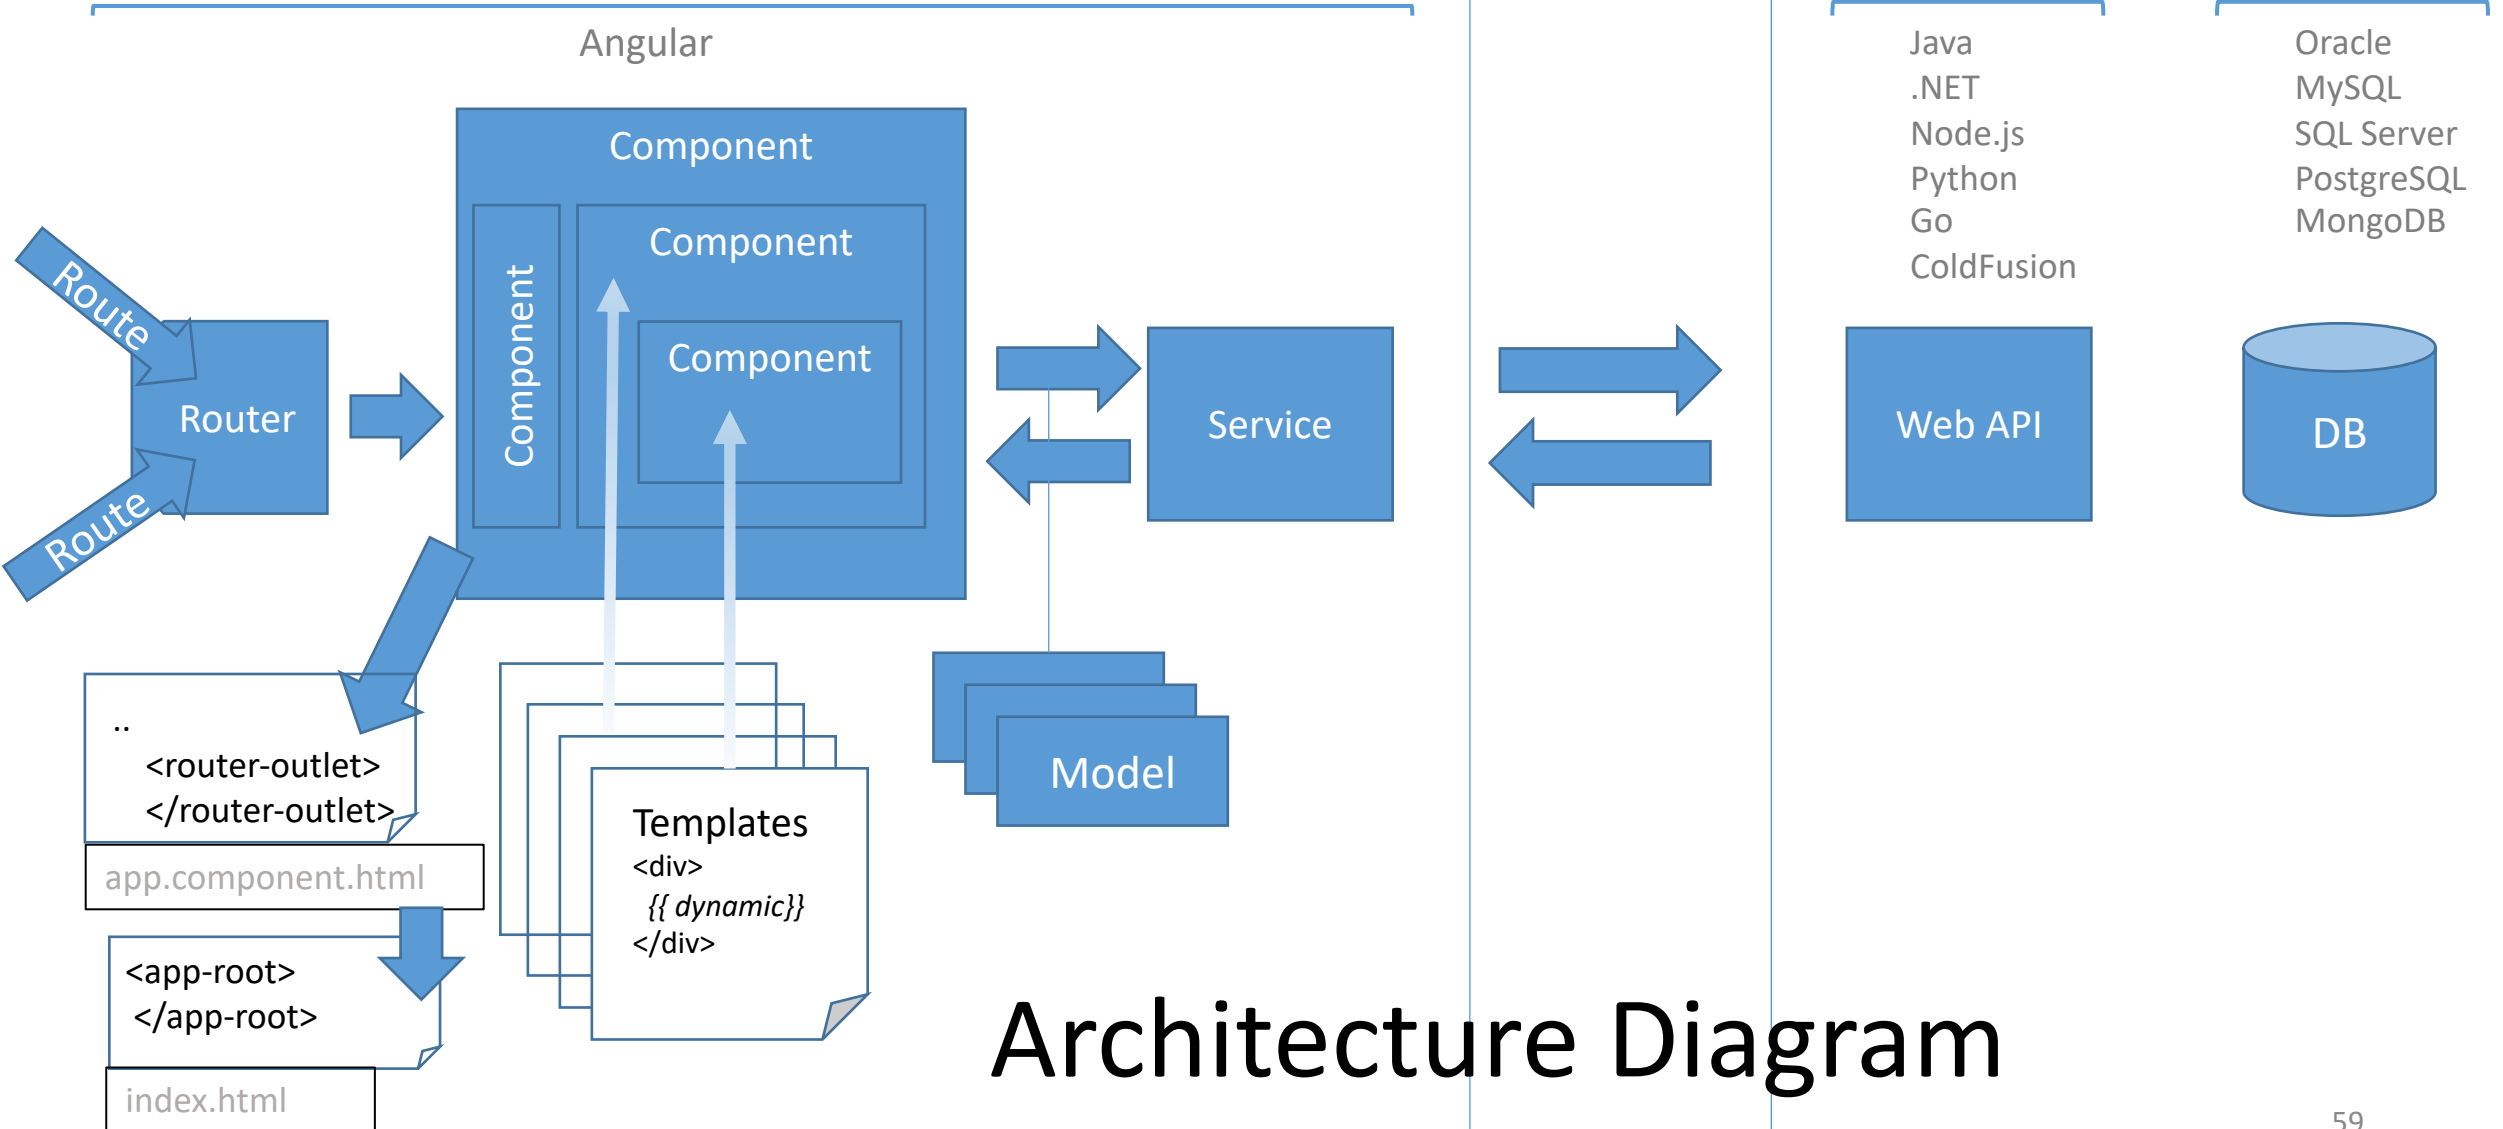 Angular
Java
.NET
Node.js
Python
Go
ColdFusion
Oracle
MySQL
SQL Server
PostgreSQL
MongoDB
Route
Route
Router
Component
Component
Component
Component
Service
Web API
DB
..
<router-outlet>
</router-outlet>
app.component.html
<app-root>
</app-root>
index.html
Templates
<div>
{{ dynamic}}
</div>
Model
Architecture Diagram
59